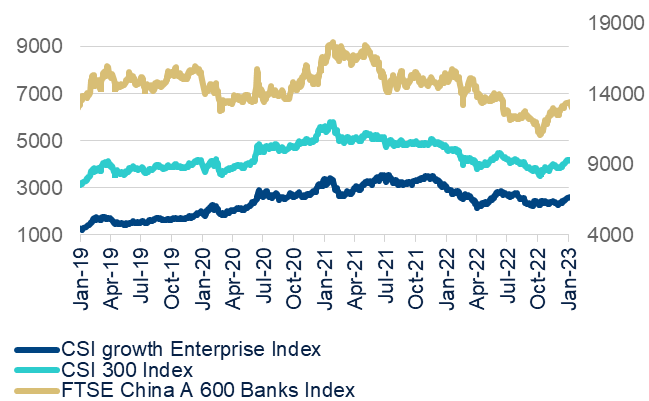 19000
9000
14000
7000
5000
9000
3000
1000
4000
Jan-19
Apr-19
Jul-19
Oct-19
Jan-20
Apr-20
Jul-20
Oct-20
Jan-21
Apr-21
Jul-21
Oct-21
Jan-22
Apr-22
Jul-22
Oct-22
Jan-23
CSI growth Enterprise Index
CSI 300 Index
FTSE China A 600 Banks Index